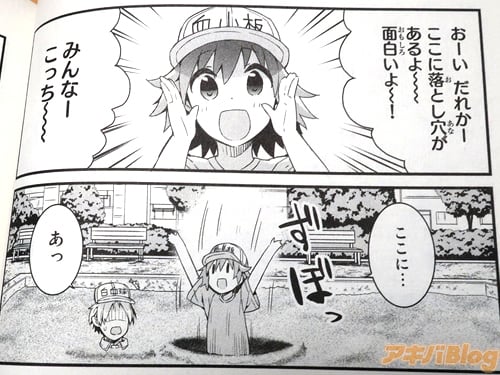 おーい だれかー
ここに落とし穴が
あるよ～～
面白いよ～！
みんなー
こっち～～
血小板
ここに…
ずぼっ
あっ
白血球
アキバBlog